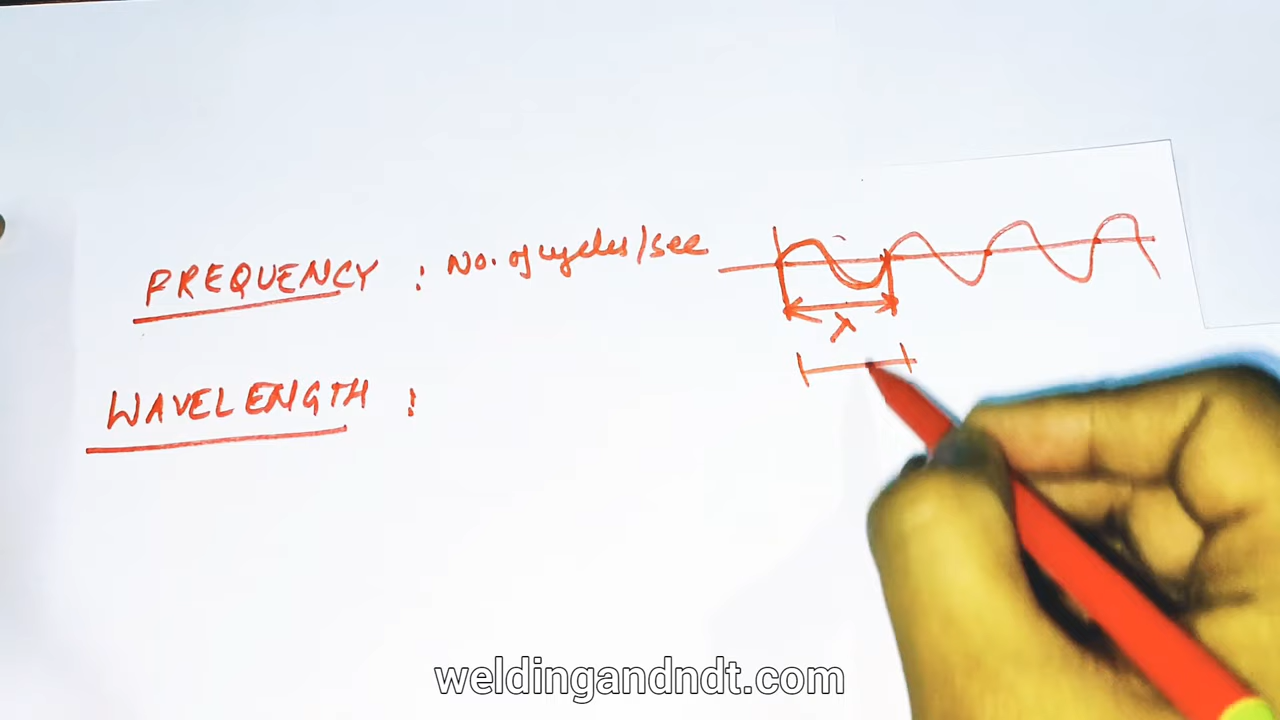 FREQUENCY : No. of cycles/sec
λ
WAVELENGTH :
weldingandndt.com